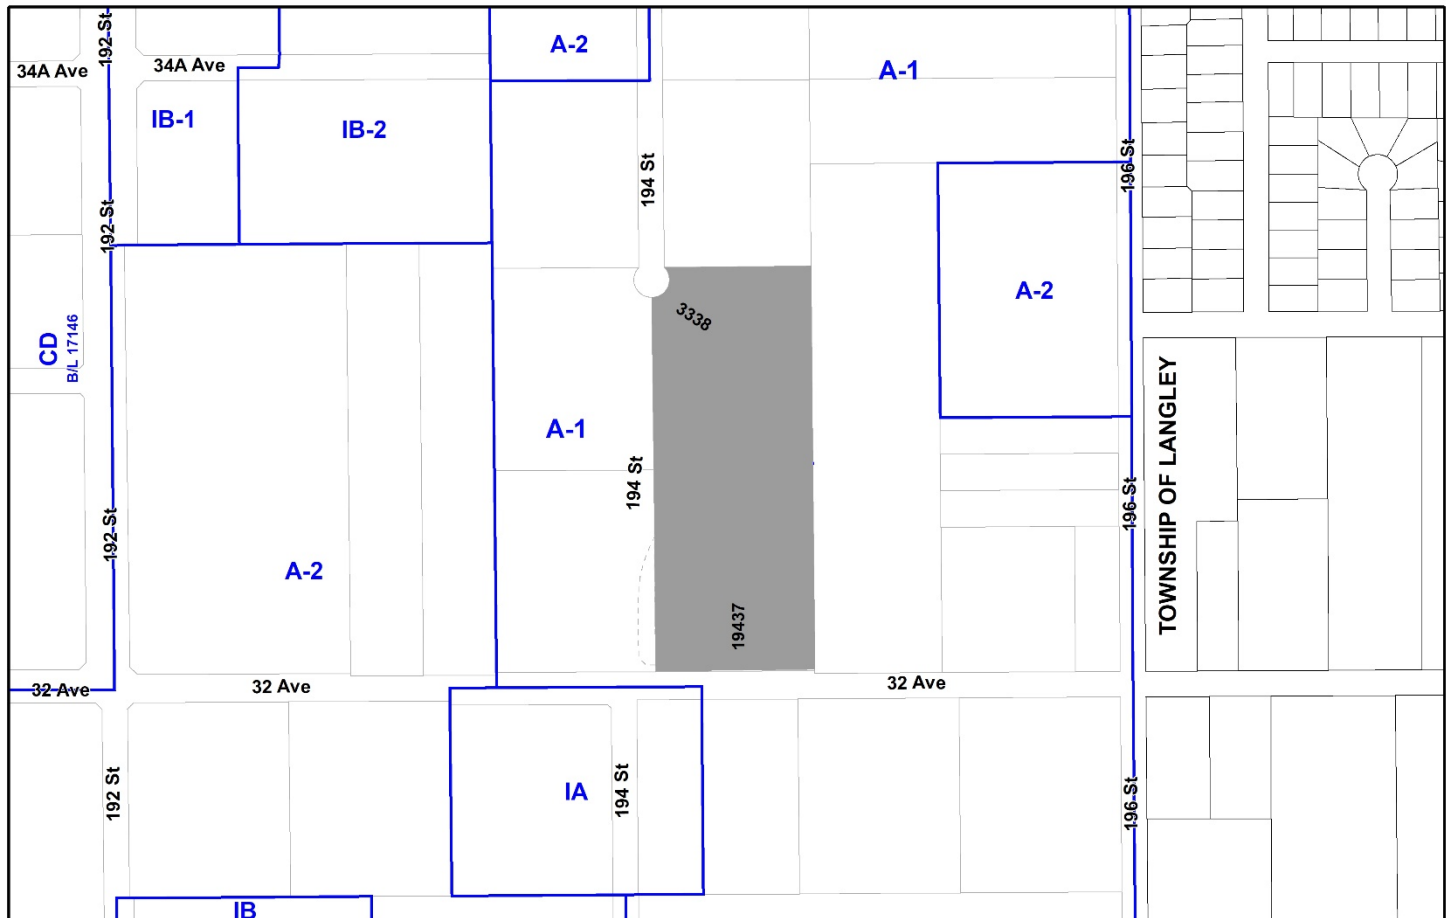 192-St
34A Ave
34A Ave
A-2
A-1
IB-1
IB-2
194 St
196-St
192-St
A-2
3338
CD
B/L 17146
A-1
194 St
196-St
TOWNSHIP OF LANGLEY
192-St
A-2
19437
32 Ave
32 Ave
32 Ave
192 St
IA
194 St
196-St
IB